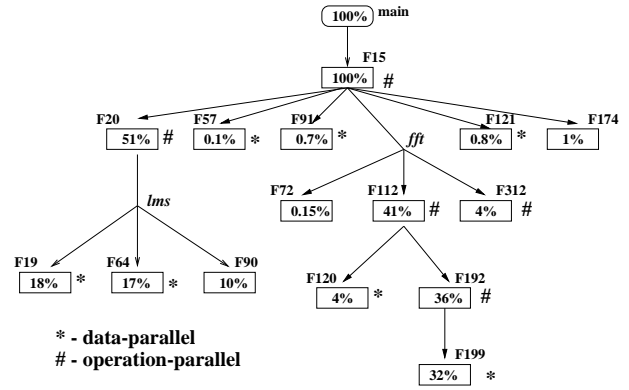 100% main
F15
100% #
F20 F57 F91 F121 F174
51% # 0.1% * 0.7% * fft 0.8% * 1%
F72 F112 F312
lms 0.15% 41% # 4% #
F19 F64 F90
18% * 17% * 10%
F120 F192
4% * 36% #
* - data-parallel
# - operation-parallel
F199
32% *